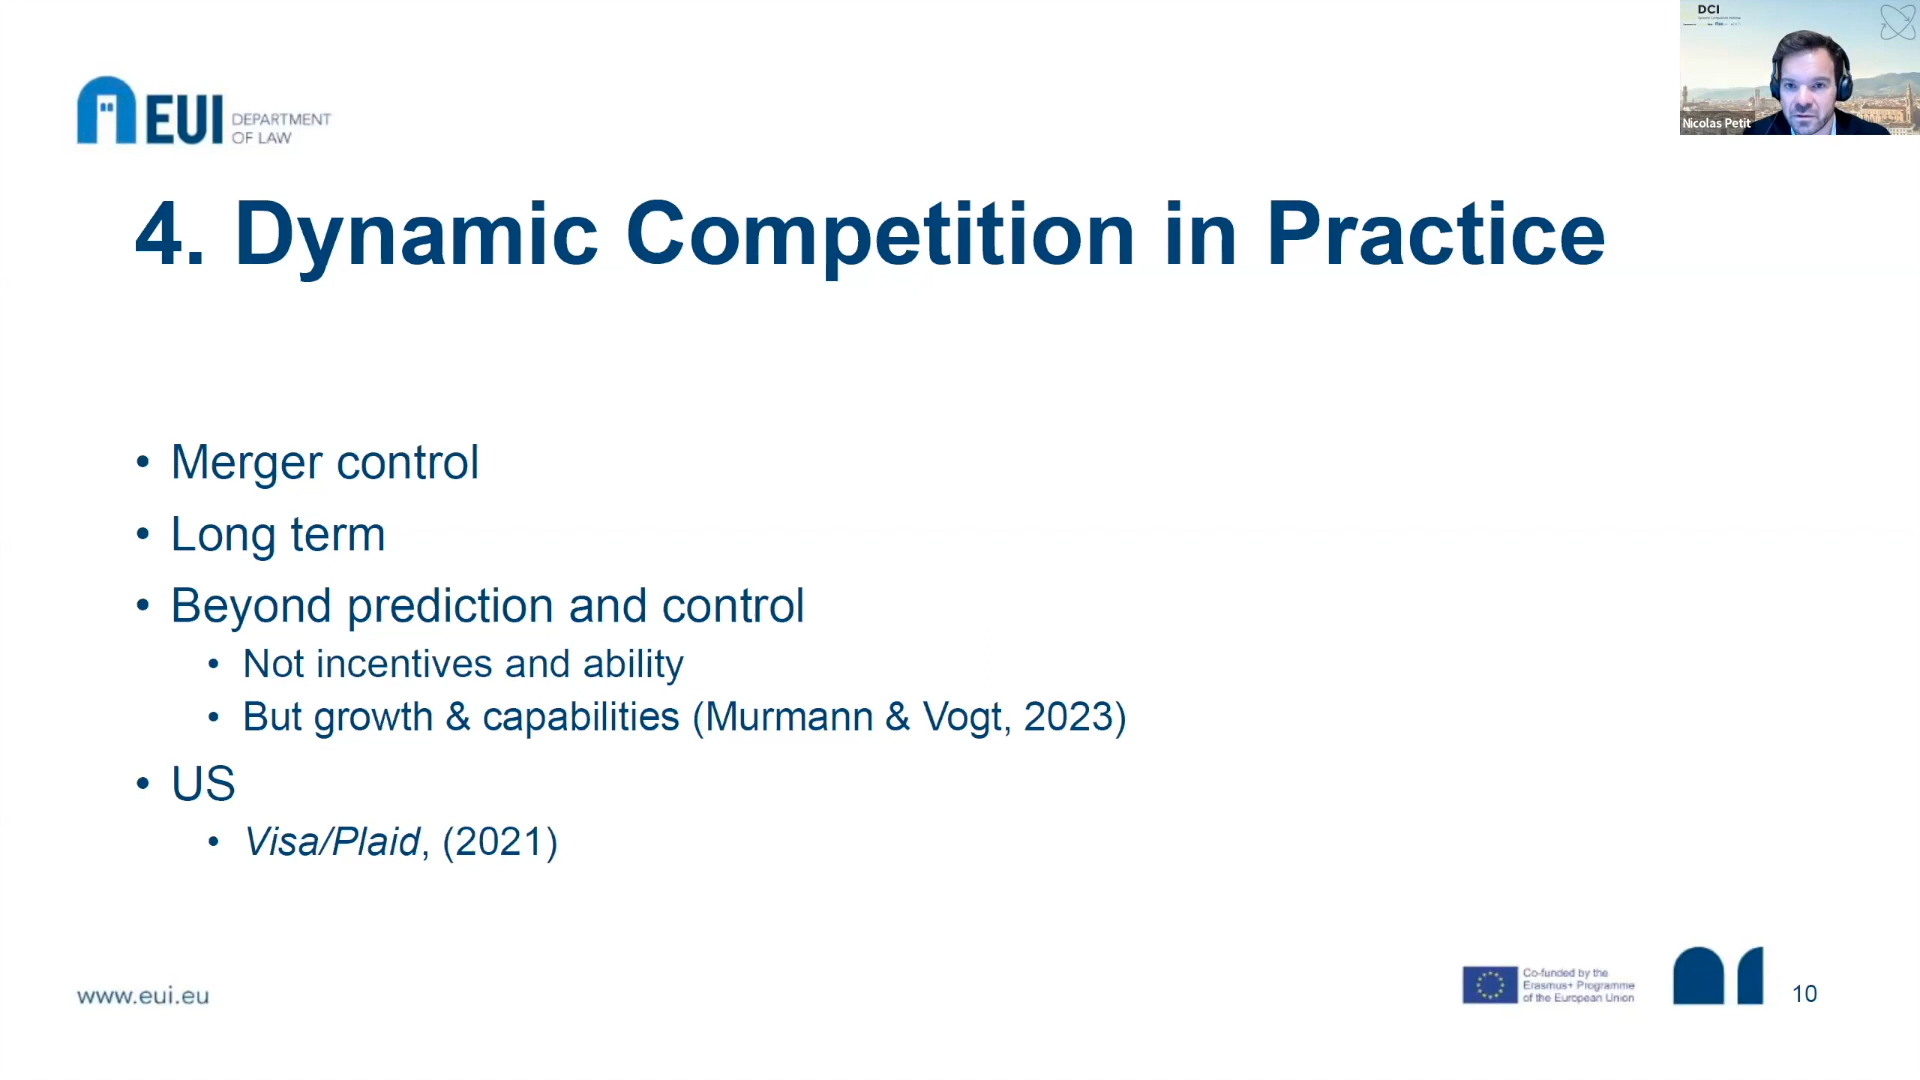 DCI
Nicolas Petit
EUI DEPARTMENT
OF LAW
4. Dynamic Competition in Practice
• Merger control
• Long term
• Beyond prediction and control
• Not incentives and ability
• But growth & capabilities (Murmann & Vogt, 2023)
• US
• Visa/Plaid, (2021)
www.eui.eu
Co-funded by the
Erasmus+ Programme
of the European Union
10